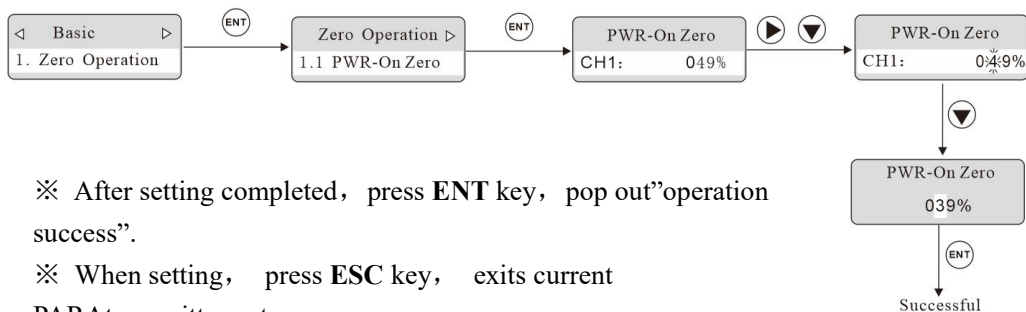 Basic
1. Zero Operation
ENT
Zero Operation
1.1 PWR-On Zero
ENT
PWR-On Zero
CH1: 049%
PWR-On Zero
CH1: 049%
PWR-On Zero
039%
ENT
Successful
※ After setting completed，press ENT key，pop out”operation
success”.
※ When setting， press ESC key， exits current